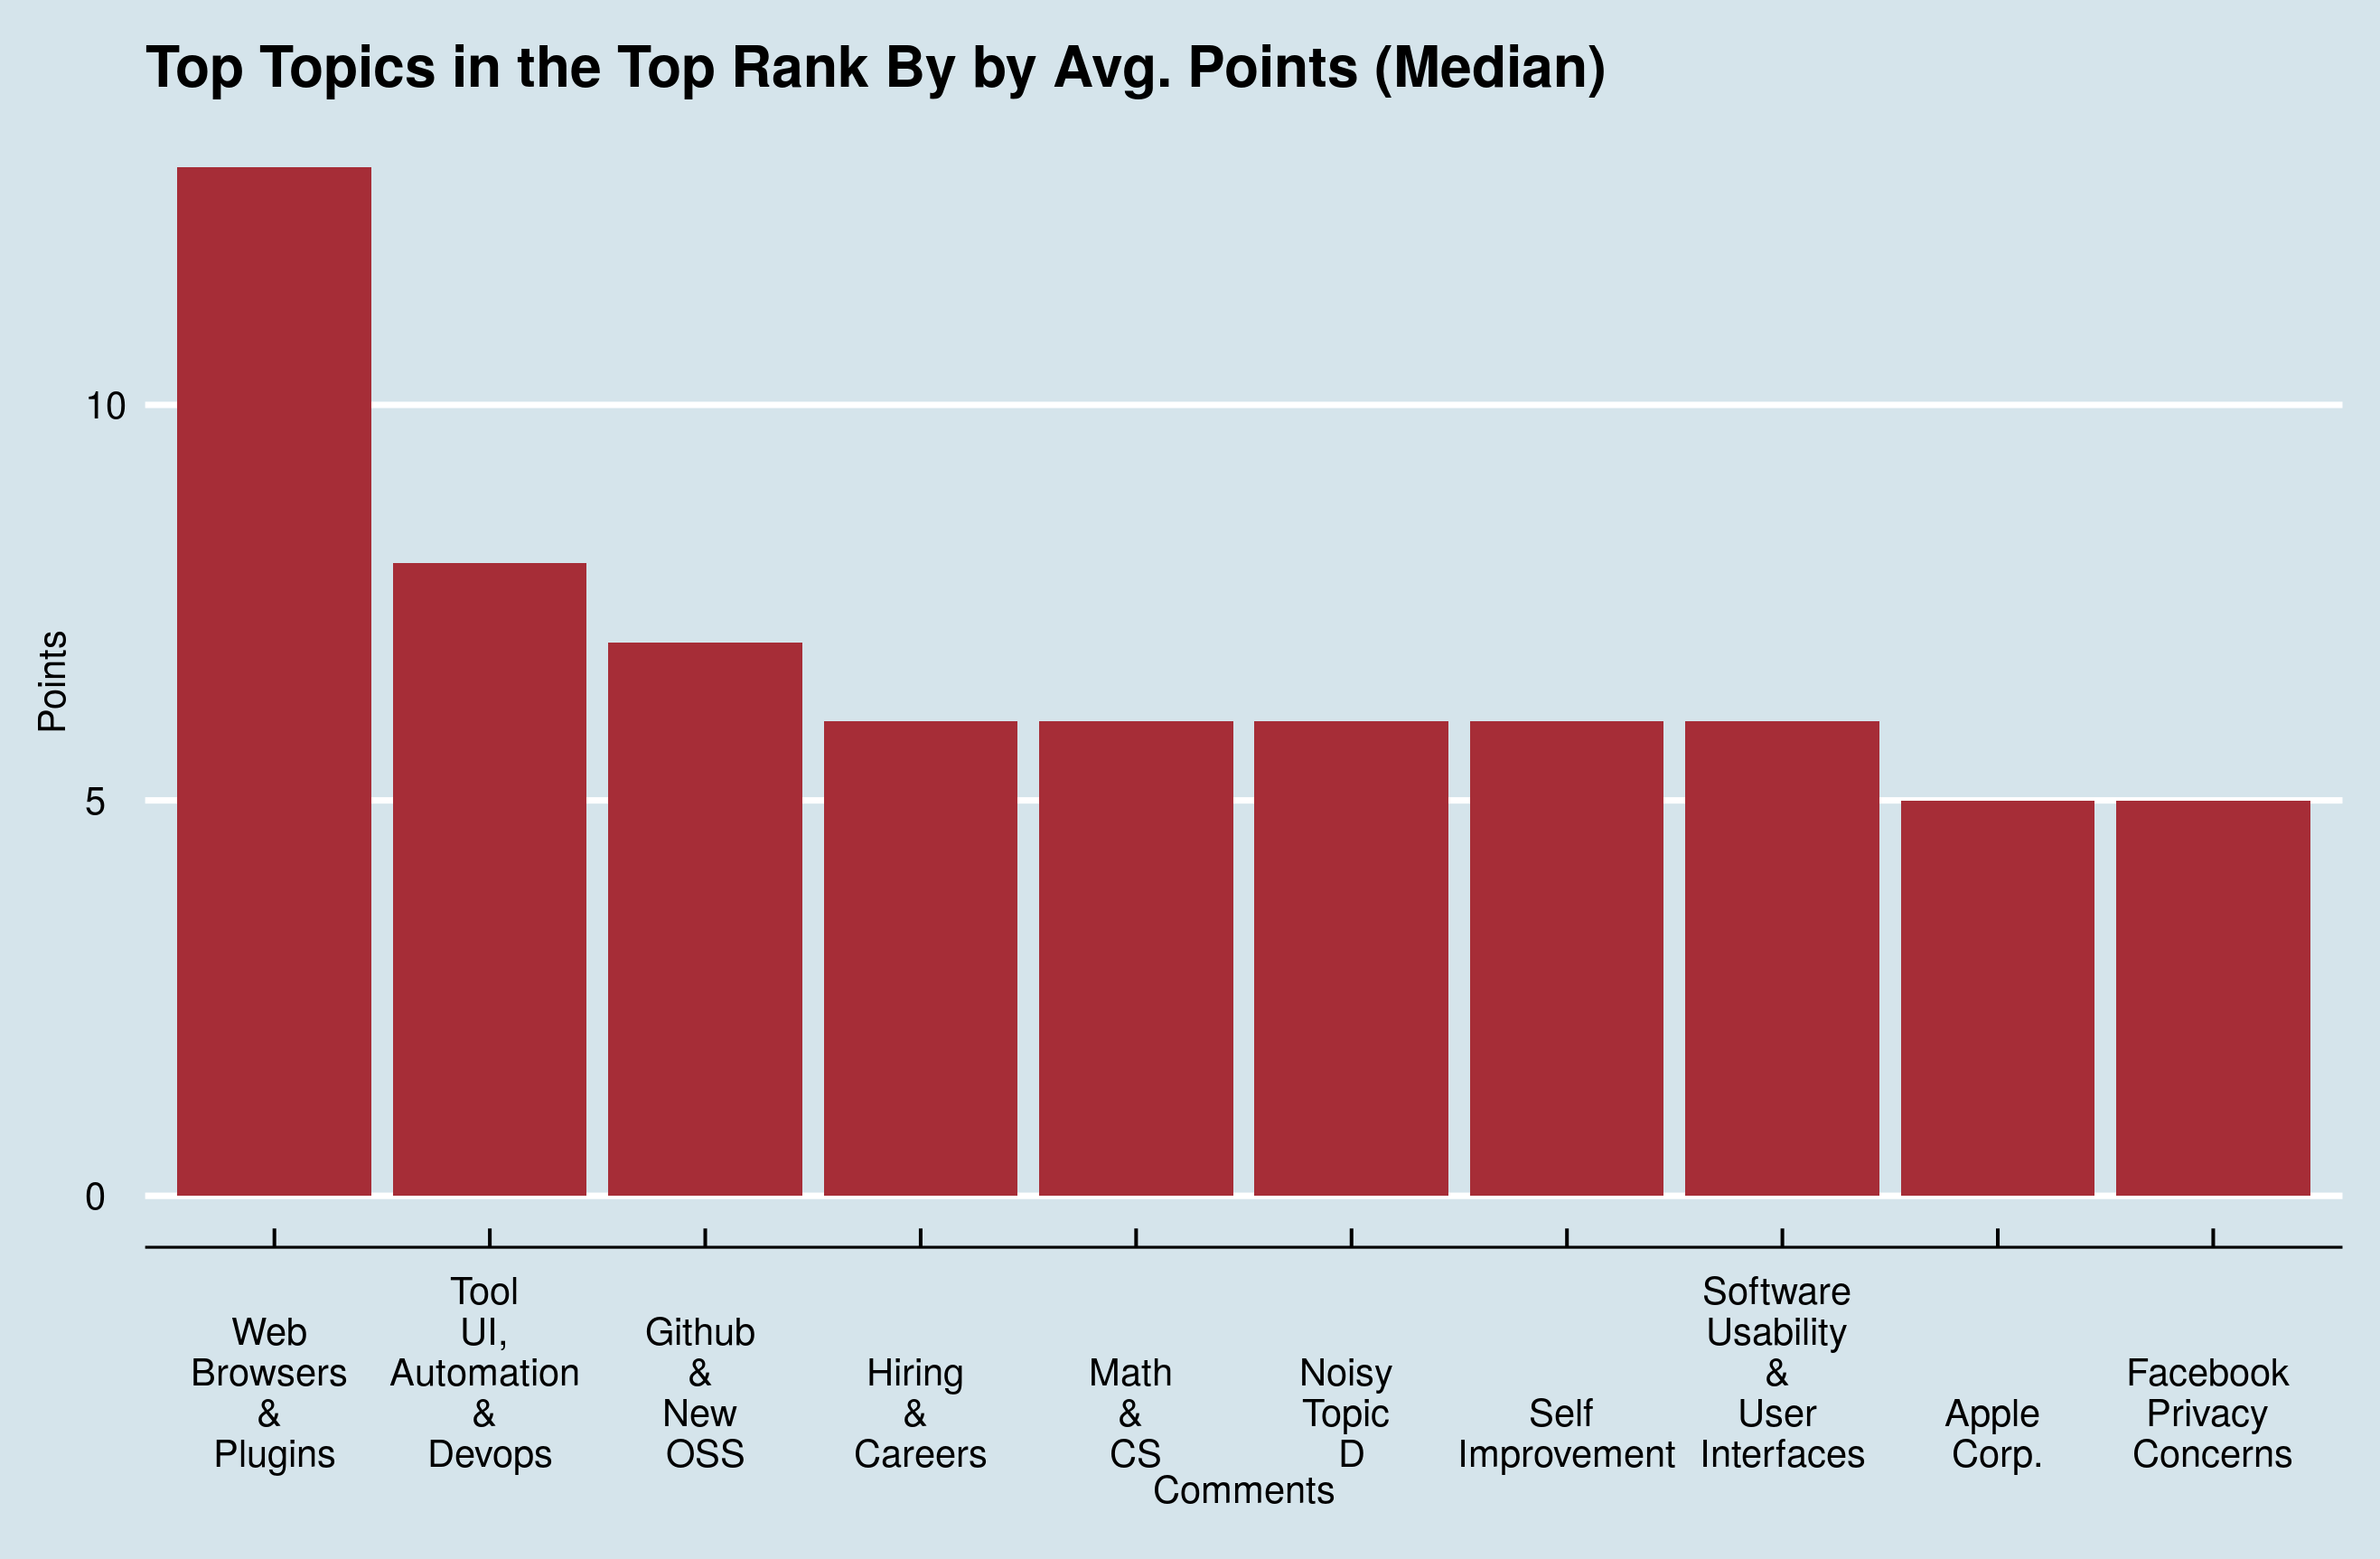 Top Topics in the Top Rank By by Avg. Points (Median)
Points
10
5
0
Web
Browsers
&
Plugins
Tool
UI,
Automation
&
Devops
Github
&
New
OSS
Hiring
&
Careers
Math
&
CS
Noisy
Topic
D
Self
Improvement
Software
Usability
&
User
Interfaces
Apple
Corp.
Facebook
Privacy
Concerns
Comments